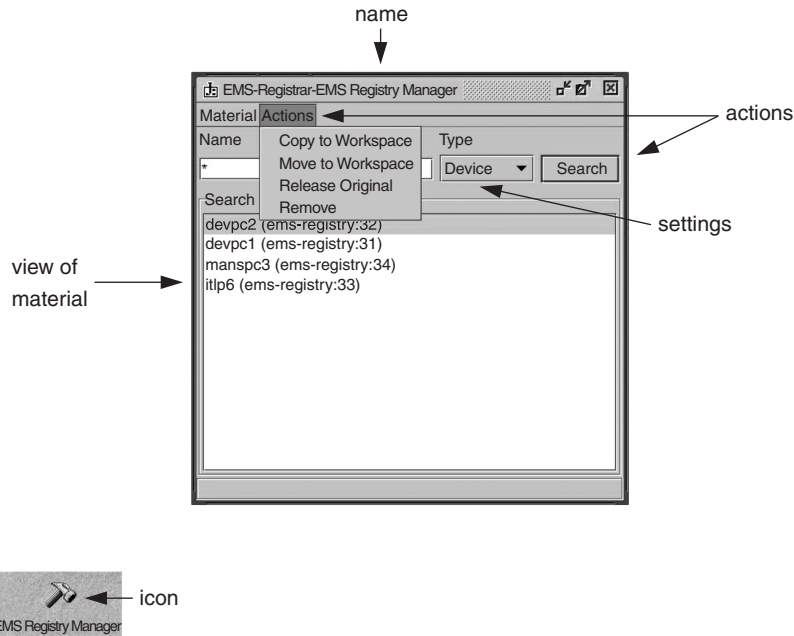 name
EMS-Registrar-EMS Registry Manager
Material Actions
actions
Name
Copy to Workspace
Type
*
Move to Workspace
Device
Search
Release Original
Search
Remove
settings
devpc2 (ems-registry:32)
devpc1 (ems-registry:31)
manspc3 (ems-registry:34)
itlp6 (ems-registry:33)
view of
material
icon
EMS Registry Manager